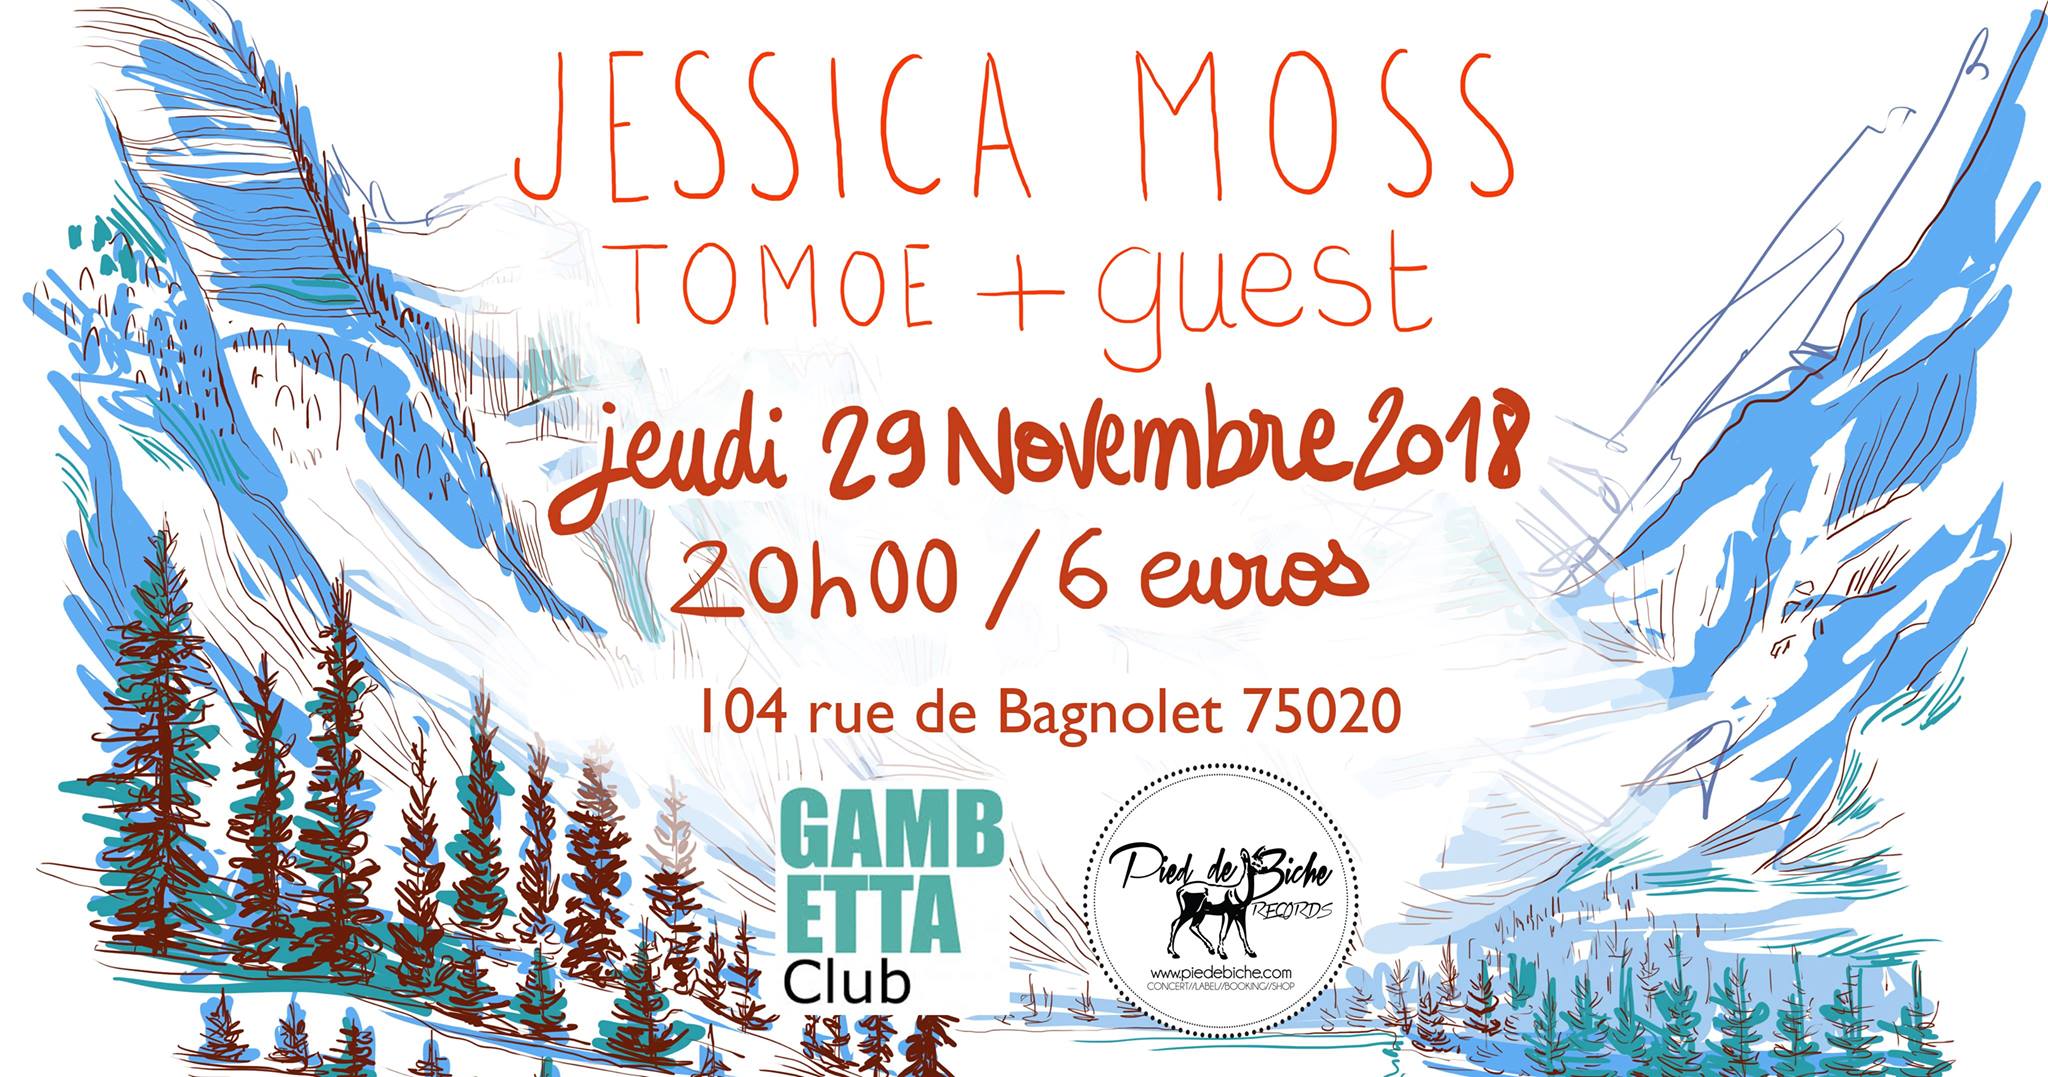 JESSICA MOSS
TOMOE + guest
jeudi 29 Novembre 2018
20h00 / 6 euros
104 rue de Bagnolet 75020
GAMB
ETTA
Club
Pied de Biche
RECORDS
www.piedebiche.com
CONCERT//LABEL//BOOKING//SHOP